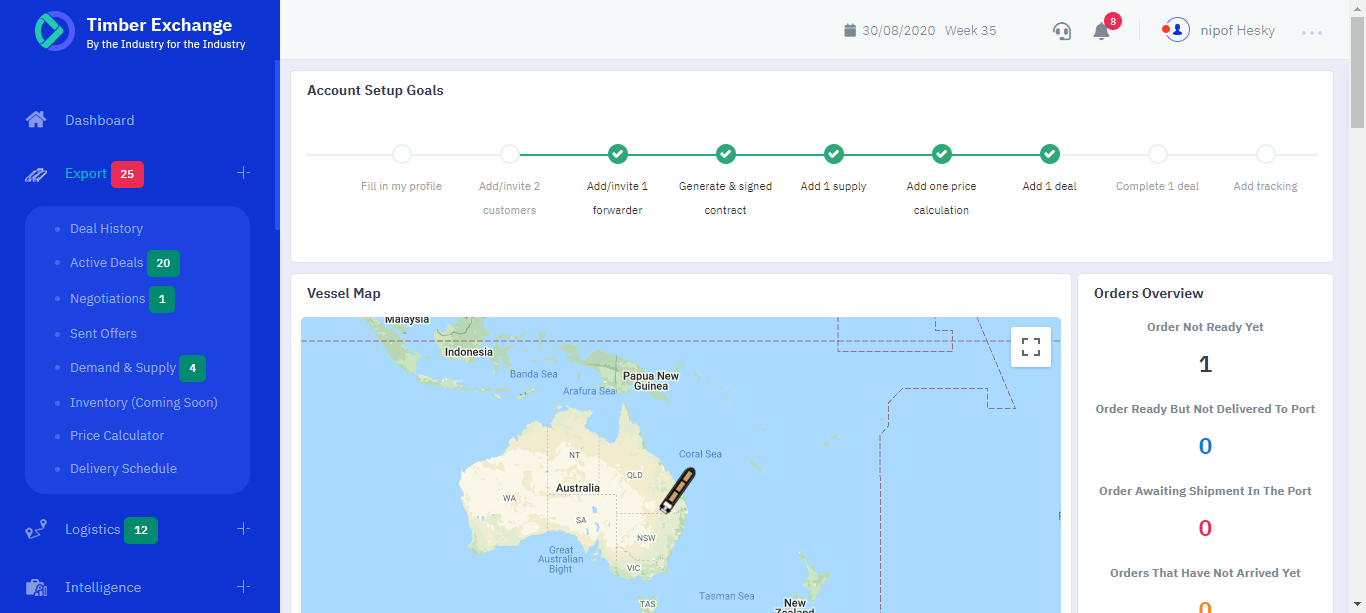 Timber Exchange
By the Industry for the Industry
30/08/2020 Week 35
8
nipof Hesky
Dashboard
Export 25
Deal History
Active Deals 20
Negotiations 1
Sent Offers
Demand & Supply 4
Inventory (Coming Soon)
Price Calculator
Delivery Schedule
Logistics 12
Intelligence
Account Setup Goals
Fill in my profile
Add/invite 2
customers
Add/invite 1
forwarder
Generate & signed
contract
Add 1 supply
Add one price
calculation
Add 1 deal
Complete 1 deal
Add tracking
Vessel Map
Malaysia
Indonesia
Banda Sea
Papua New
Guinea
Arafura Sea
Coral Sea
NT
QLD
Australia
WA
SA
NSW
Great
Australian
Bight
VIC
Tasman Sea
TAS
New
Zealand
Orders Overview
Order Not Ready Yet
1
Order Ready But Not Delivered To Port
0
Order Awaiting Shipment In The Port
0
Orders That Have Not Arrived Yet
0